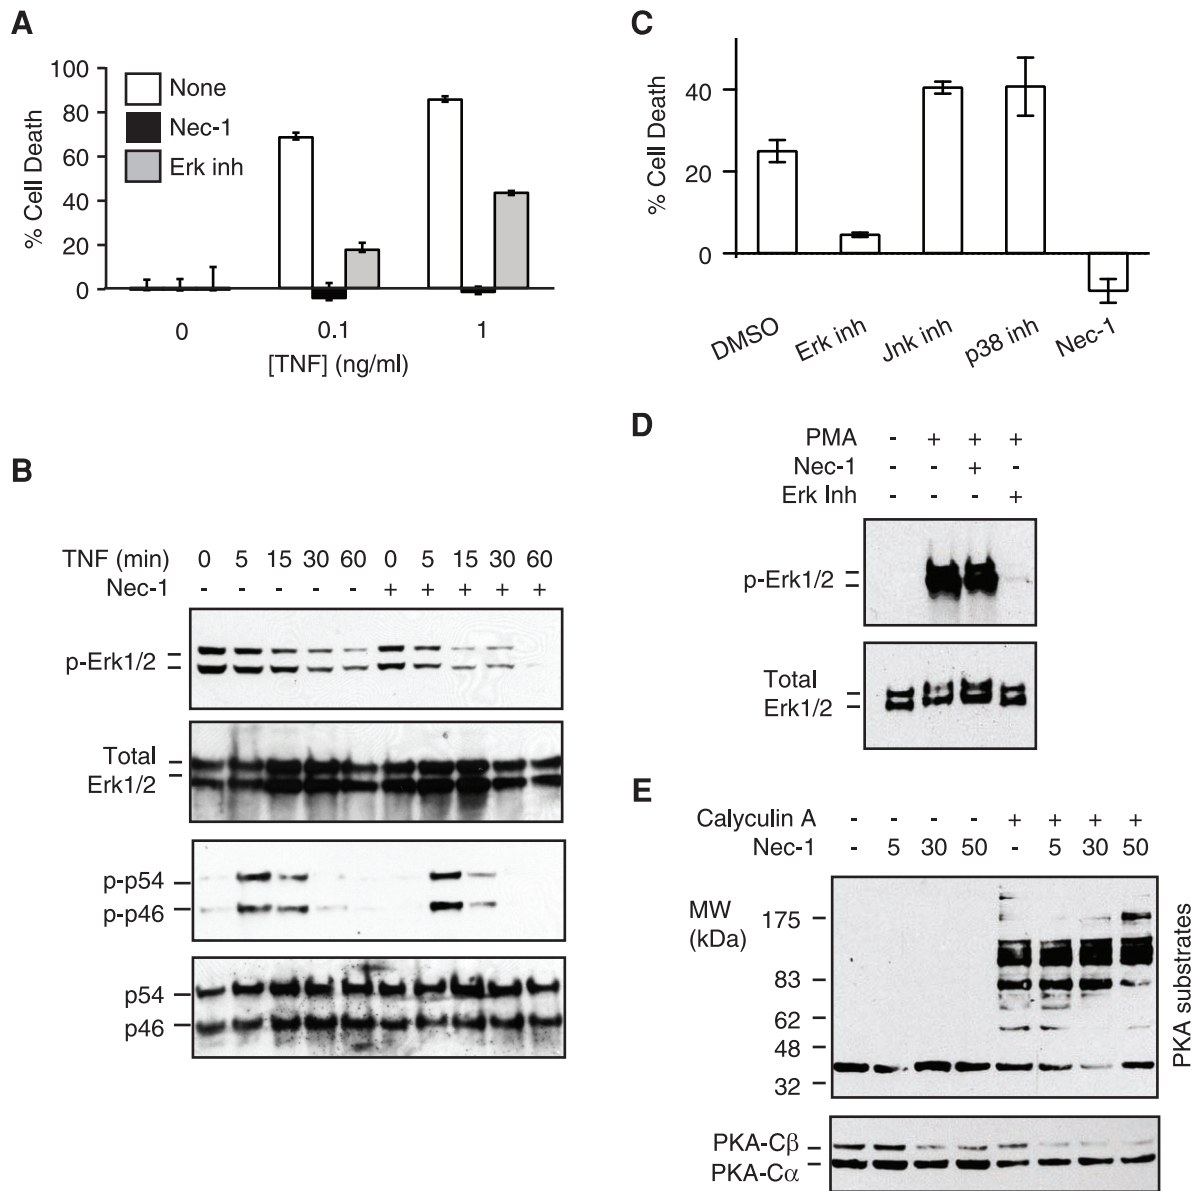 A
% Cell Death
100
80
60
40
20
0
None
Nec-1
Erk inh
0 0.1 1
[TNF] (ng/ml)
B
TNF (min) 0 5 15 30 60 0 5 15 30 60
Nec-1 - - - - - + + + + +
p-Erk1/2
Total
Erk1/2
p-p54
p-p46
p54
p46
C
% Cell Death
40
20
0
DMSO Erk inh Jnk inh p38 inh Nec-1
D
PMA - + + +
Nec-1 - - + -
Erk Inh - - - +
p-Erk1/2
Total
Erk1/2
E
Calyculin A - - - - + + + +
Nec-1 - 5 30 50 - 5 30 50
MW
(kDa)
175
83
62
48
32
PKA substrates
PKA-Cβ
PKA-Cα